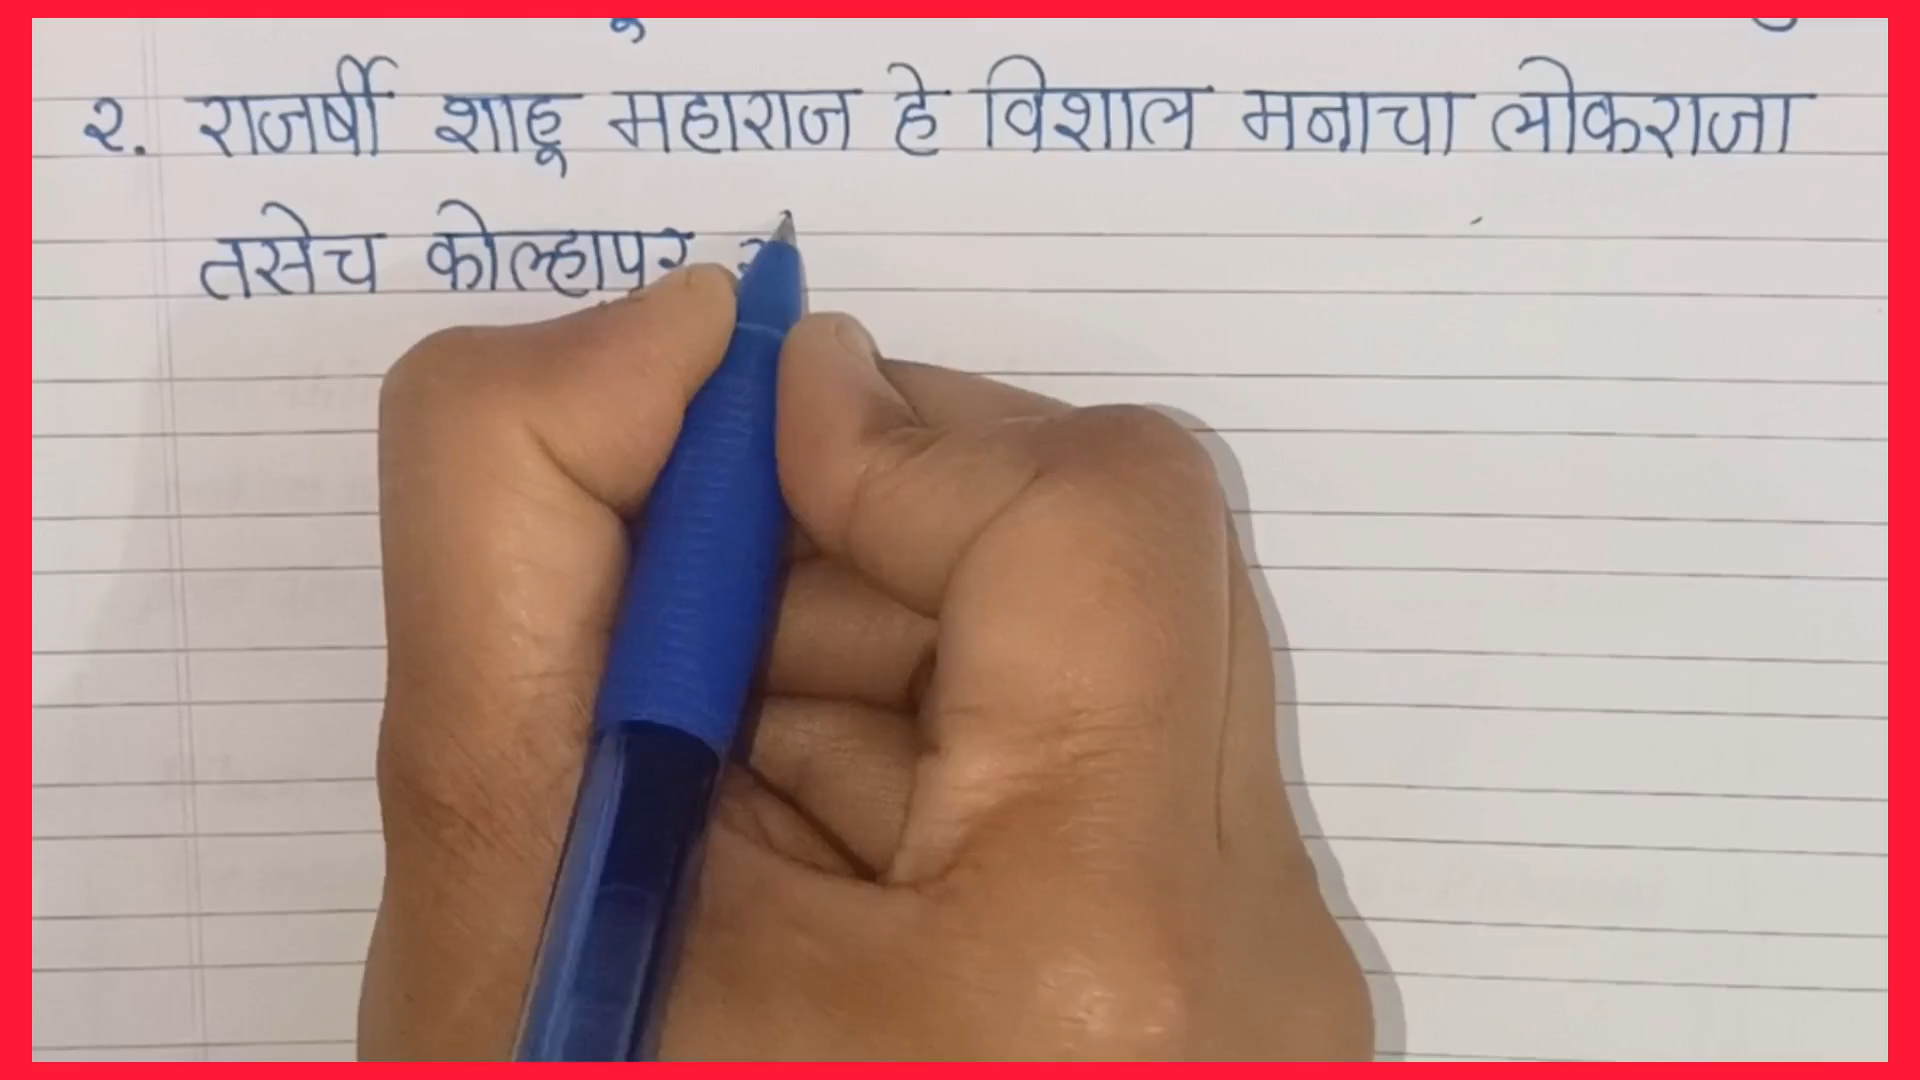 २. राजर्षी शाहू महाराज हे विशाल मनाचा लोकराजा
तसेच कोल्हापूर